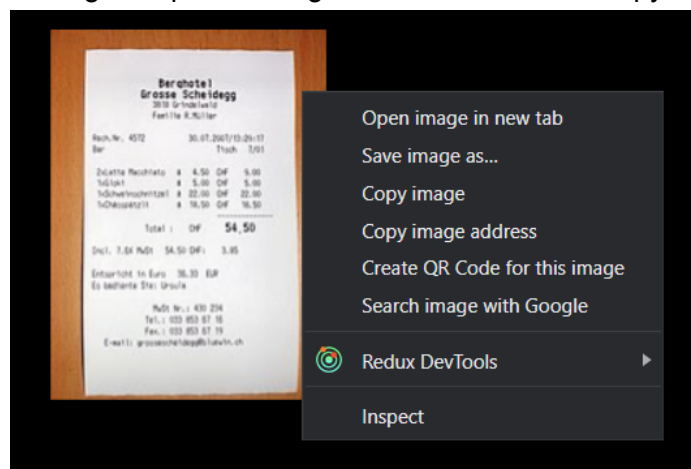 Berghotel
Grosse Scheidegg
3818 Grindelwald
Familie R.Müller
Rech.Nr. 4572 30.07.2007/13:29:17
Bar Tisch 7/01
2xLatte Macchiato à 4.50 CHF 9.00
1xGloki à 5.00 CHF 5.00
1xSchweinschnitzel à 22.00 CHF 22.00
1xChässpätzli à 18.50 CHF 18.50
Total : CHF 54.50
Incl. 7.6% MwSt 54.50 CHF: 3.85
Entspricht in Euro 36.33 EUR
Es bediente Sie: Ursula
MwSt Nr.: 430 234
Tel.: 033 853 67 16
Fax.: 033 853 67 19
E-mail: grossescheidegg@bluewin.ch
Open image in new tab
Save image as...
Copy image
Copy image address
Create QR Code for this image
Search image with Google
Redux DevTools
Inspect